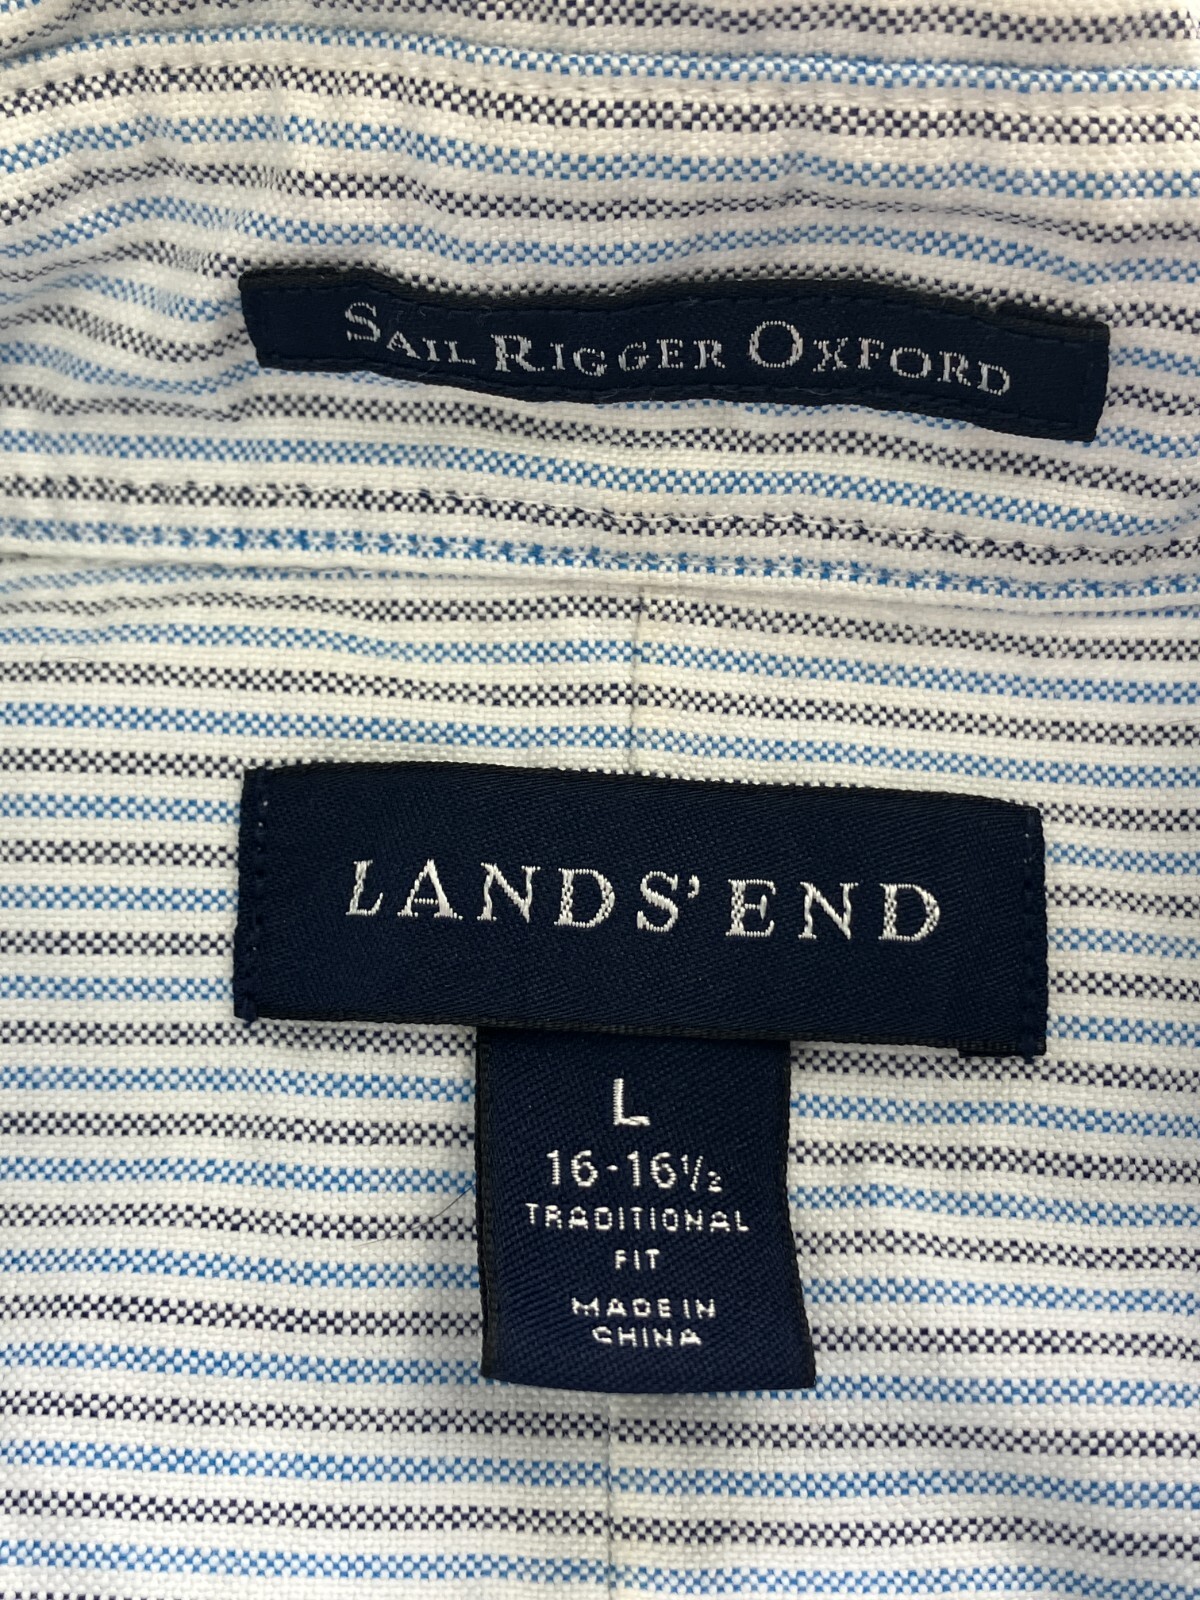 SAIL RIGGER OXFORD
LANDS' END
L
16-16½
TRADITIONAL
FIT
MADE IN
CHINA